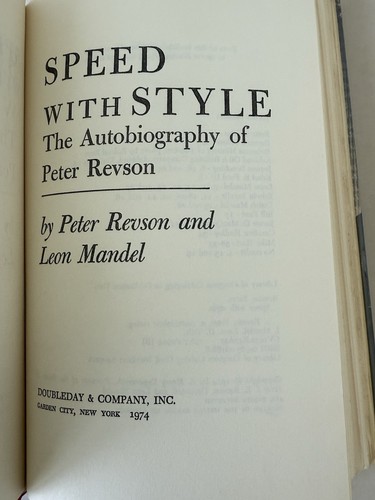 SPEED
WITH STYLE
The Autobiography of
Peter Revson
by Peter Revson and
Leon Mandel
DOUBLEDAY & COMPANY, INC.
GARDEN CITY, NEW YORK 1974